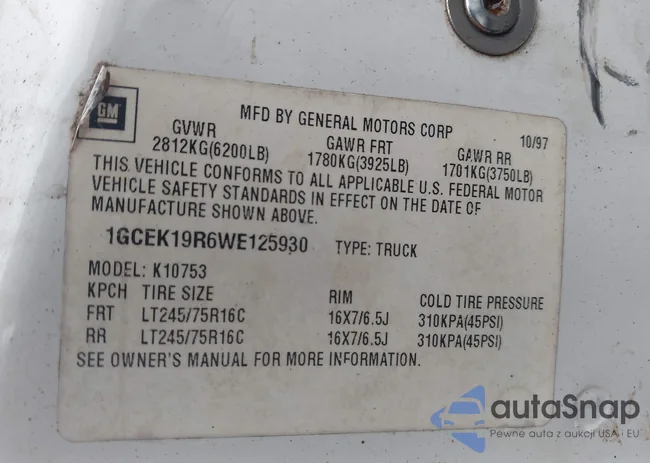 GM
MFD BY GENERAL MOTORS CORP 10/97
GVWR GAWR FRT GAWR RR
2812KG(6200LB) 1780KG(3925LB) 1701KG(3750LB)
THIS VEHICLE CONFORMS TO ALL APPLICABLE U.S. FEDERAL MOTOR
VEHICLE SAFETY STANDARDS IN EFFECT ON THE DATE OF
MANUFACTURE SHOWN ABOVE.
1GCEK19R6WE125930 TYPE: TRUCK
MODEL: K10753
KPCH TIRE SIZE RIM COLD TIRE PRESSURE
FRT LT245/75R16C 16X7/6.5J 310KPA(45PSI)
RR LT245/75R16C 16X7/6.5J 310KPA(45PSI)
SEE OWNER'S MANUAL FOR MORE INFORMATION.
autaSnap
Pewne auta z aukcji USA i EU